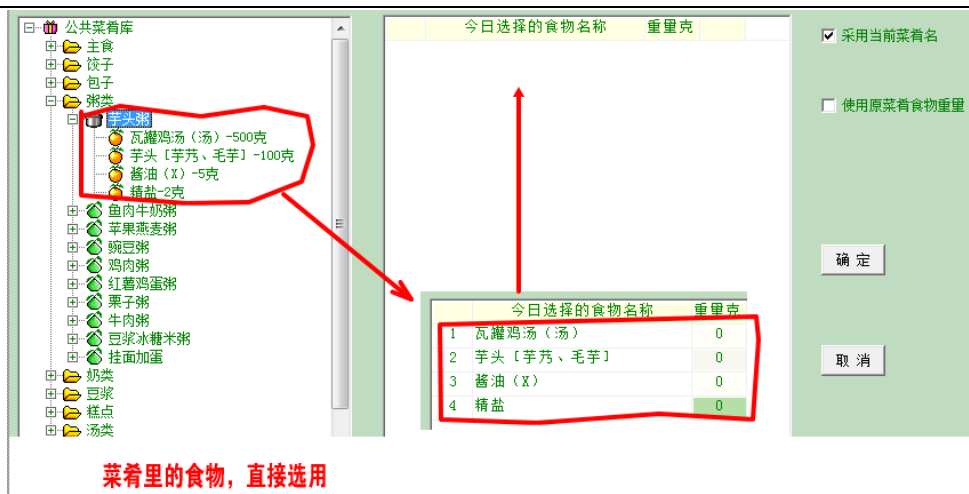 公共菜肴库
主食
饺子
包子
粥类
芋头粥
瓦罐鸡汤（汤）-500克
芋头［芋艿、毛芋］-100克
酱油（X）-5克
精盐-2克
鱼肉牛奶粥
苹果燕麦粥
豌豆粥
鸡肉粥
红薯鸡蛋粥
栗子粥
牛肉粥
豆浆冰糖米粥
挂面加蛋
奶类
豆浆
糕点
汤类
今日选择的食物名称 重量克
今日选择的食物名称 重量克
1 瓦罐鸡汤（汤） 0
2 芋头［芋艿、毛芋］ 0
3 酱油（X） 0
4 精盐 0
采用当前菜肴名
使用原菜肴食物重量
确 定
取 消
菜肴里的食物，直接选用